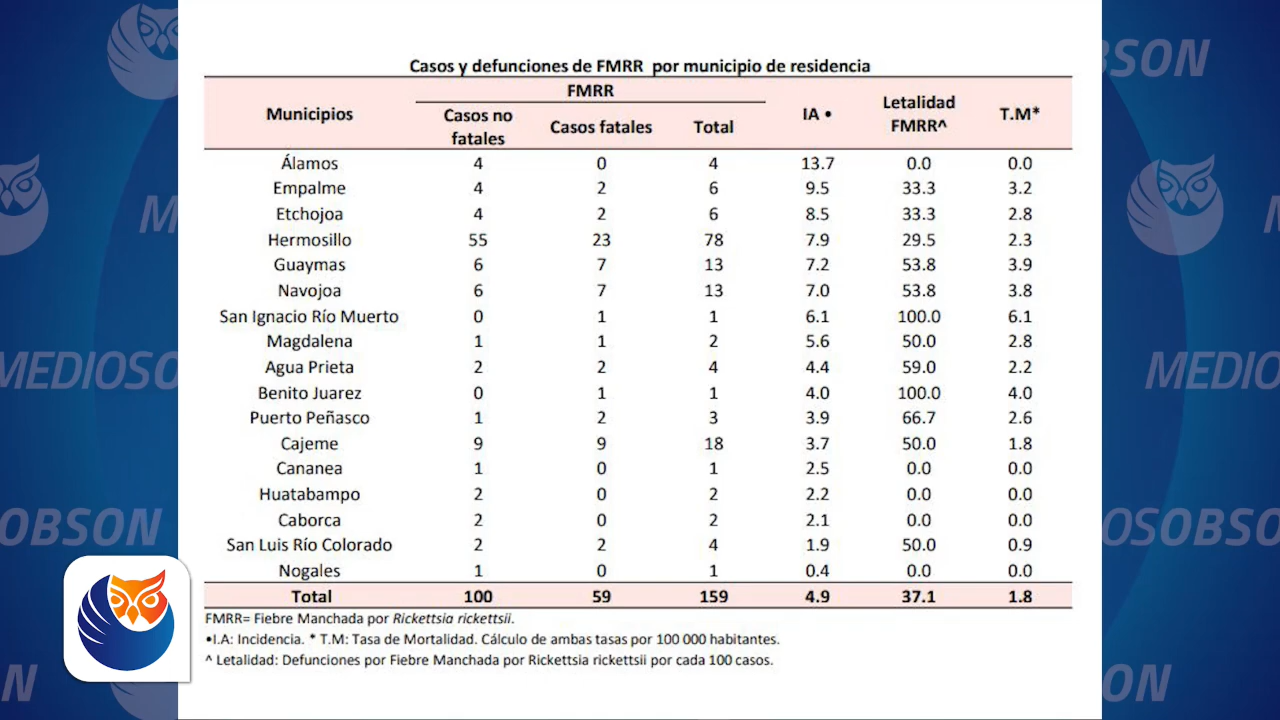 Casos y defunciones de FMRR por municipio de residencia
Municipios FMRR IA • Letalidad FMRR^ T.M*
Casos no fatales Casos fatales Total
Álamos 4 0 4 13.7 0.0 0.0
Empalme 4 2 6 9.5 33.3 3.2
Etchojoa 4 2 6 8.5 33.3 2.8
Hermosillo 55 23 78 7.9 29.5 2.3
Guaymas 6 7 13 7.2 53.8 3.9
Navojoa 6 7 13 7.0 53.8 3.8
San Ignacio Río Muerto 0 1 1 6.1 100.0 6.1
Magdalena 1 1 2 5.6 50.0 2.8
Agua Prieta 2 2 4 4.4 59.0 2.2
Benito Juarez 0 1 1 4.0 100.0 4.0
Puerto Peñasco 1 2 3 3.9 66.7 2.6
Cajeme 9 9 18 3.7 50.0 1.8
Cananea 1 0 1 2.5 0.0 0.0
Huatabampo 2 0 2 2.2 0.0 0.0
Caborca 2 0 2 2.1 0.0 0.0
San Luis Río Colorado 2 2 4 1.9 50.0 0.9
Nogales 1 0 1 0.4 0.0 0.0
Total 100 59 159 4.9 37.1 1.8
FMRR= Fiebre Manchada por Rickettsia rickettsii.
•I.A: Incidencia. * T.M: Tasa de Mortalidad. Cálculo de ambas tasas por 100 000 habitantes.
^ Letalidad: Defunciones por Fiebre Manchada por Rickettsia rickettsii por cada 100 casos.
MEDIOSOBSON